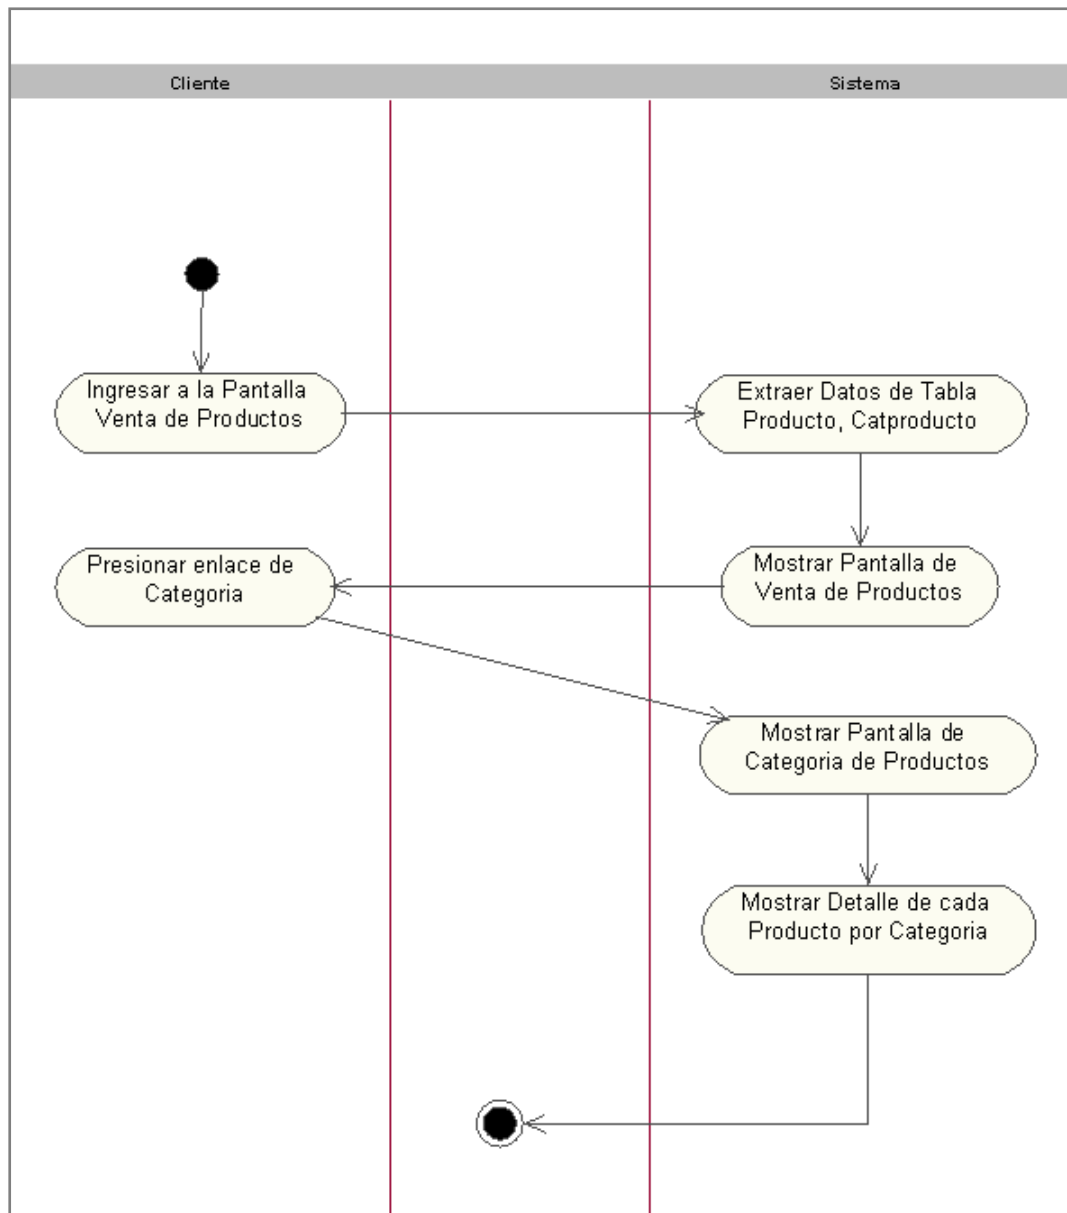 Cliente
Sistema
Ingresar a la Pantalla
Venta de Productos
Extraer Datos de Tabla
Producto, Catproducto
Presionar enlace de
Categoria
Mostrar Pantalla de
Venta de Productos
Mostrar Pantalla de
Categoria de Productos
Mostrar Detalle de cada
Producto por Categoria